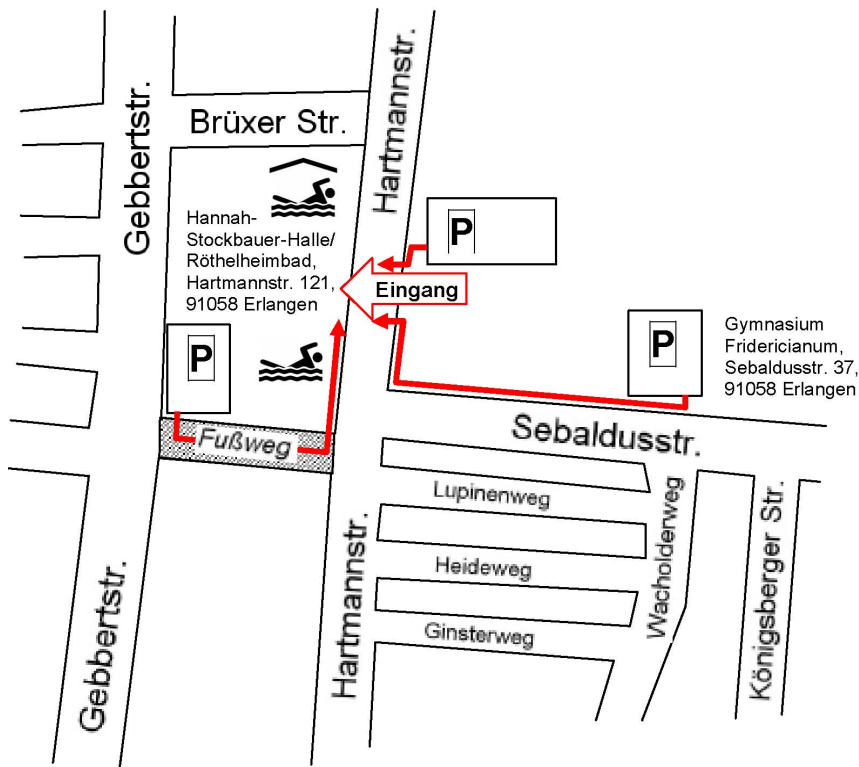 Gebbertstr.
Brüxer Str.
Hartmannstr.
Hannah-
Stockbauer-Halle/
Röthelheimbad,
Hartmannstr. 121,
91058 Erlangen
P
Eingang
P
P
Gymnasium
Fridericianum,
Sebaldusstr. 37,
91058 Erlangen
Fußweg
Sebaldusstr.
Lupinenweg
Heideweg
Ginsterweg
Wacholderweg
Königsberger Str.
Hartmannstr.
Gebbertstr.